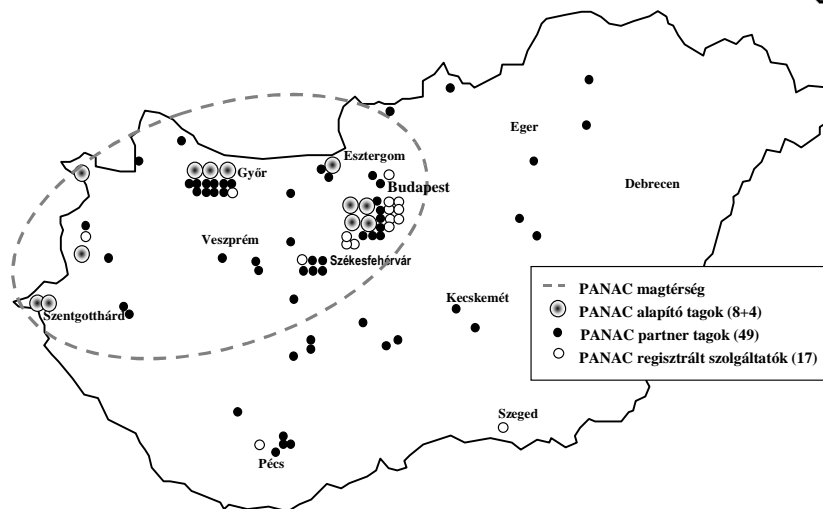 Eger
Esztergom
Győr
Debrecen
Budapest
Veszprém
Székesfehérvár
PANAC magtérség
Kecskemét
PANAC alapító tagok (8+4)
Szentgotthárd
PANAC partner tagok (49)
PANAC regisztrált szolgáltatók (17)
Szeged
Pécs